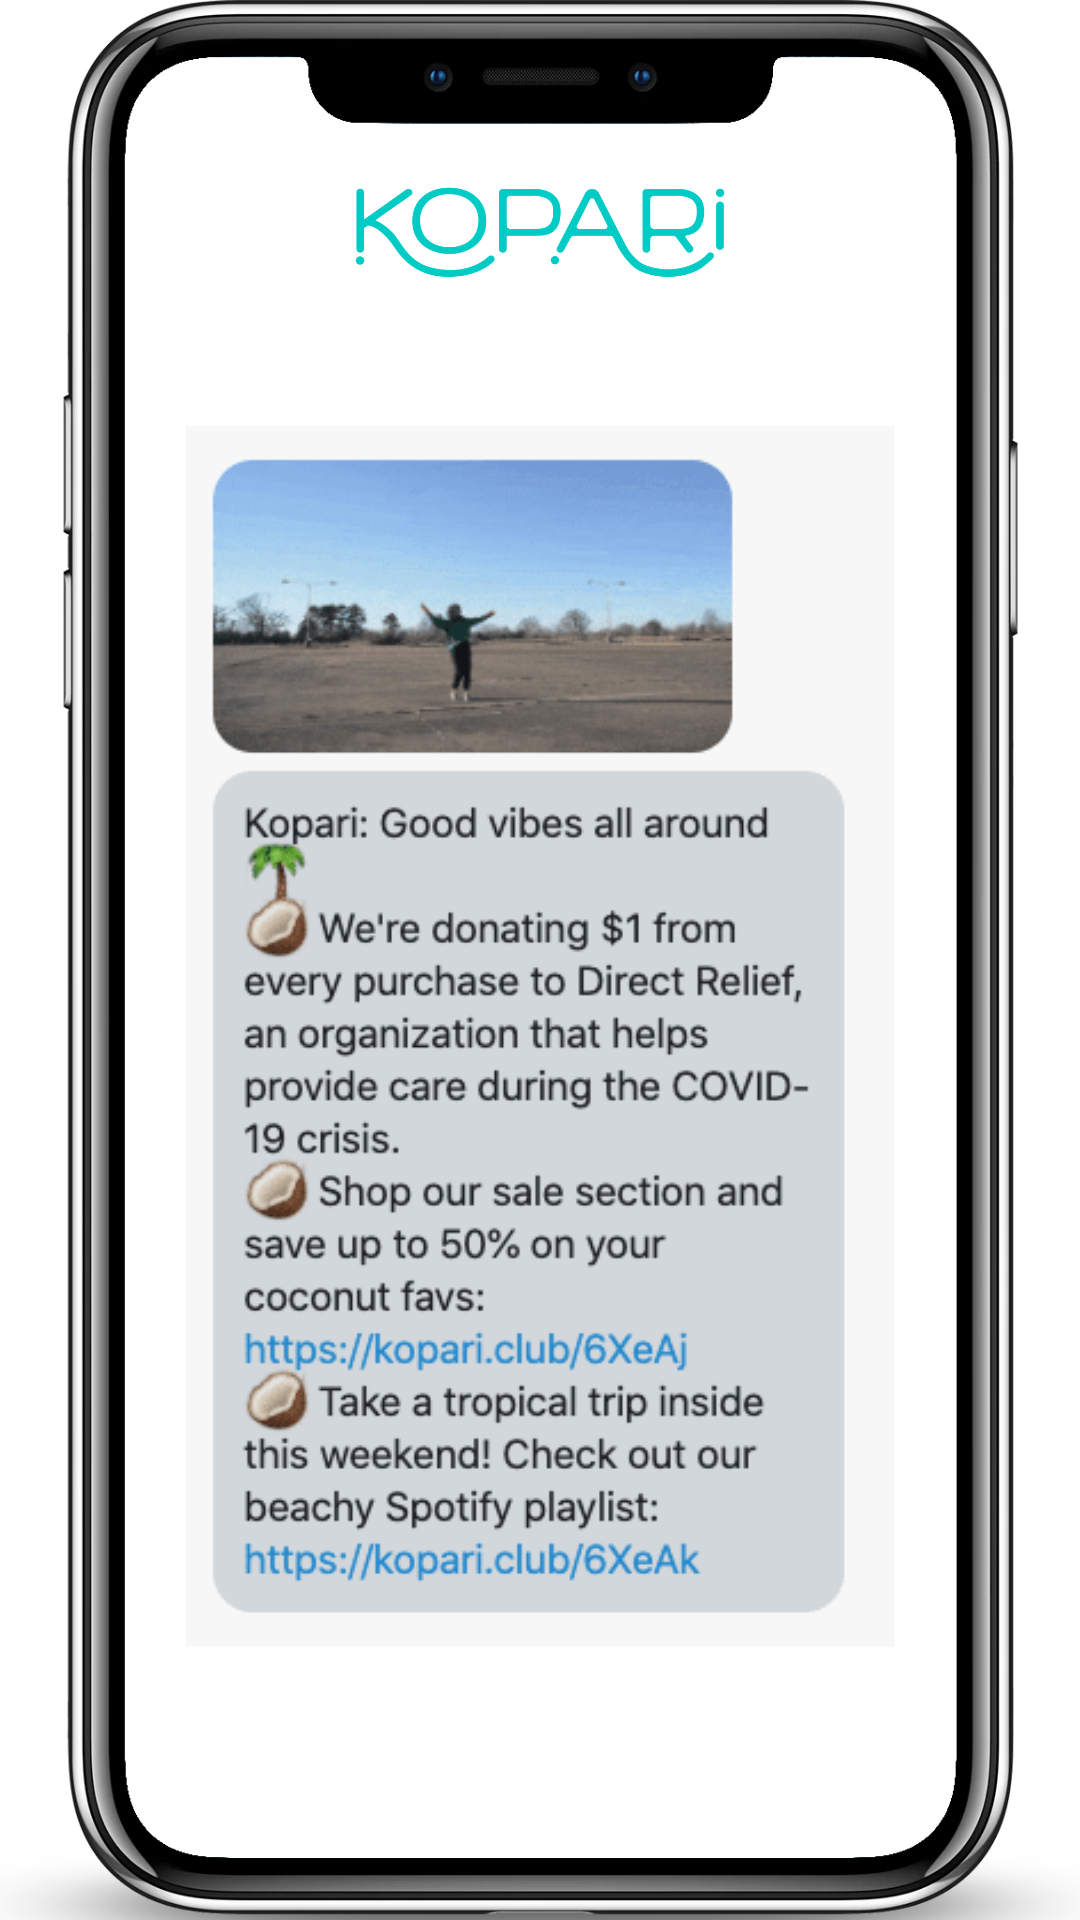 KOPARi
Kopari: Good vibes all around
🌴
🥥 We're donating $1 from
every purchase to Direct Relief,
an organization that helps
provide care during the COVID-
19 crisis.
🥥 Shop our sale section and
save up to 50% on your
coconut favs:
https://kopari.club/6XeAj
🥥 Take a tropical trip inside
this weekend! Check out our
beachy Spotify playlist:
https://kopari.club/6XeAk